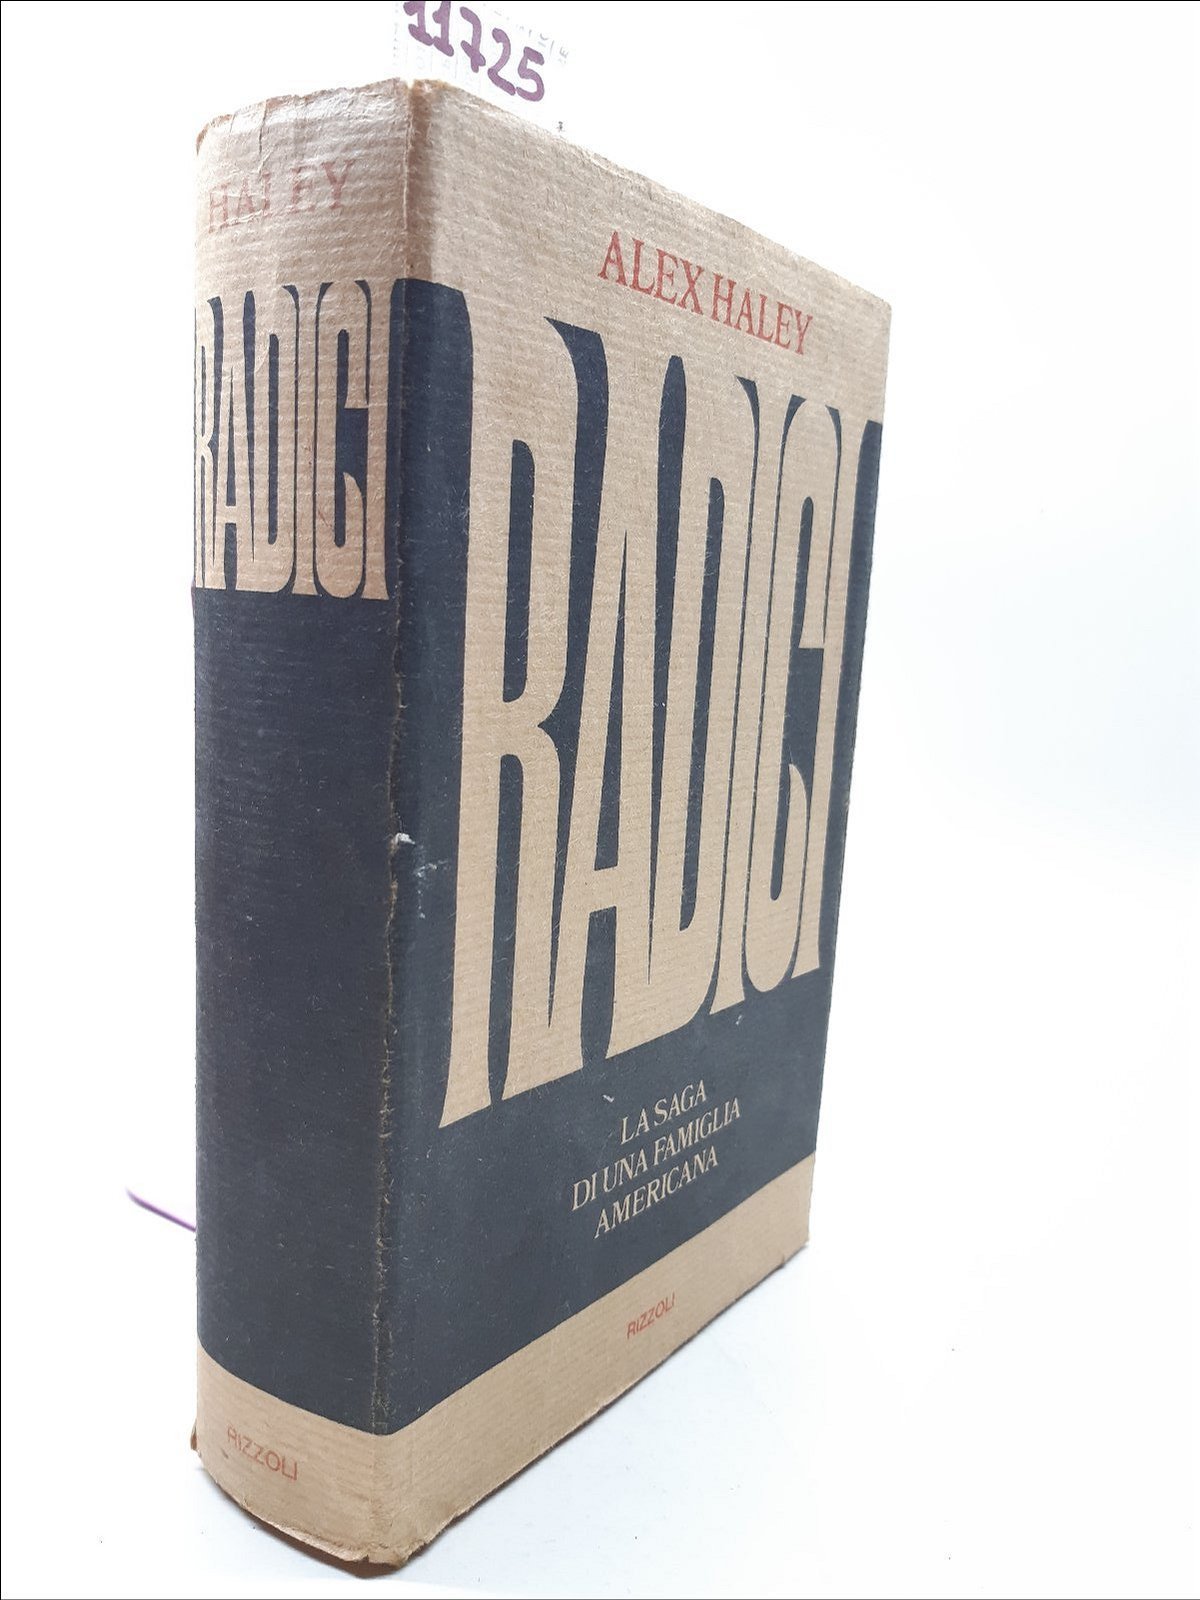 11725
HALEY
RADICI
RIZZOLI
ALEX HALEY
RADICI
LA SAGA
DI UNA FAMIGLIA
AMERICANA
RIZZOLI